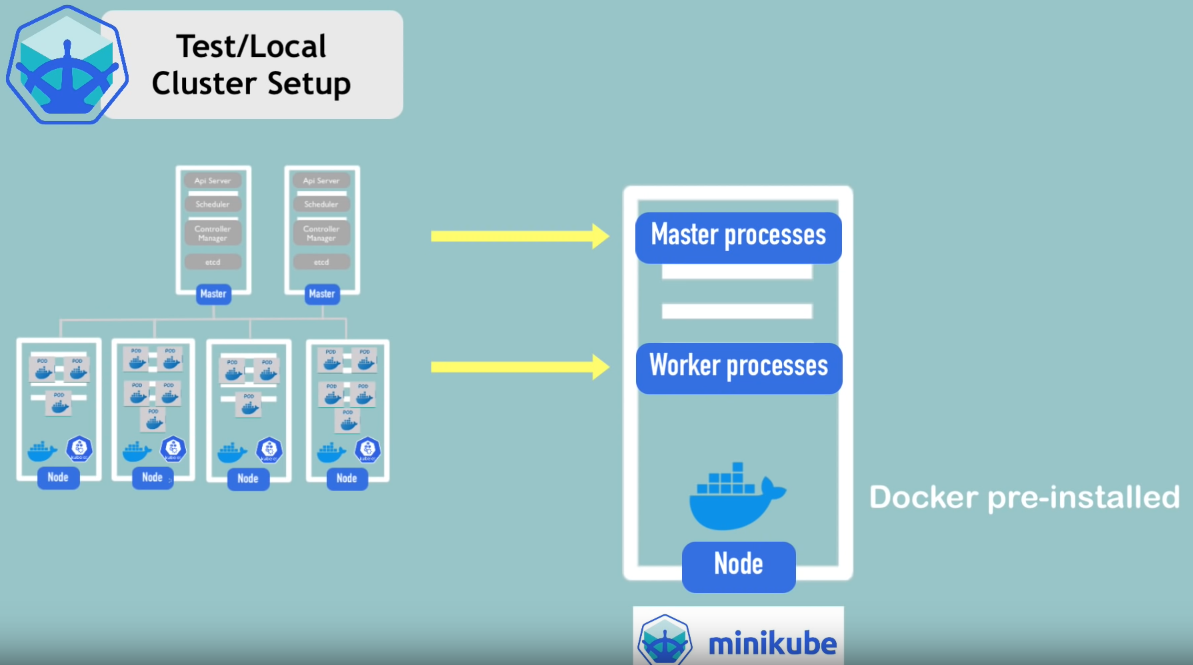 Test/Local
Cluster Setup
Api Server
Scheduler
Controller
Manager
etcd
Master
Api Server
Scheduler
Controller
Manager
etcd
Master
POD POD
POD
Node
POD POD
POD POD
POD
Node
POD POD
POD
Node
POD POD
POD POD
POD
Node
Master processes
Worker processes
Docker pre-installed
Node
minikube